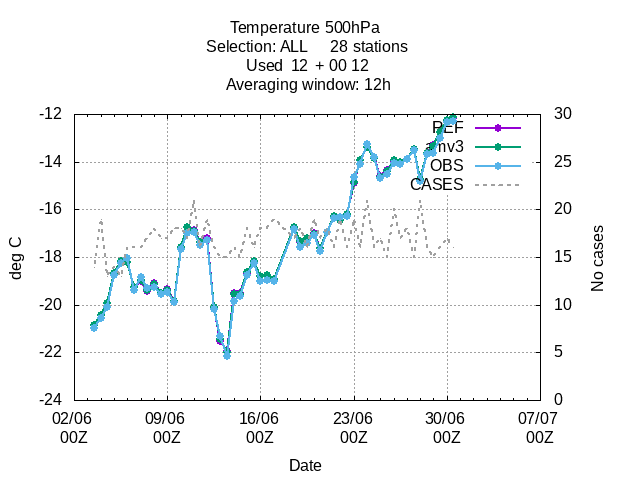 Temperature 500hPa
Selection: ALL 28 stations
Used 12 + 00 12
Averaging window: 12h
-12
-14
-16
-18
-20
-22
-24
30
25
20
15
10
5
0
deg C
No cases
REF
amv3
OBS
CASES
02/06 09/06 16/06 23/06 30/06 07/07
00Z 00Z 00Z 00Z 00Z 00Z
Date